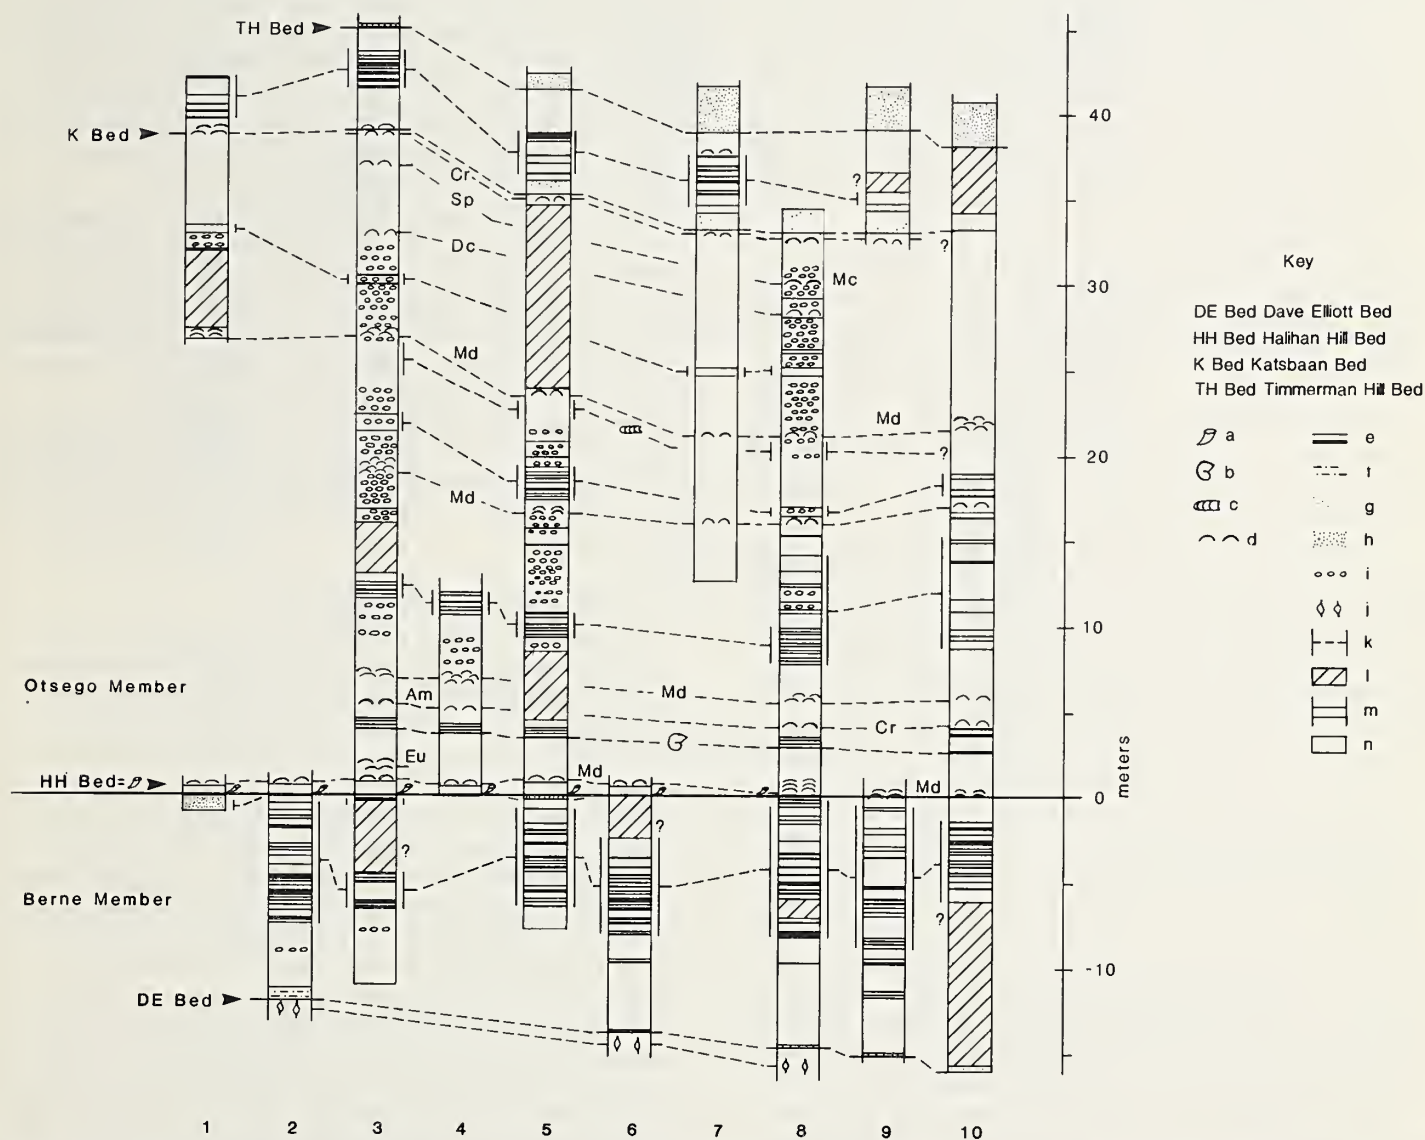 TH Bed
K Bed
40
Cr
Sp
Dc
?
?
Mc
30
Key
DE Bed Dave Elliott Bed
HH Bed Halihan Hill Bed
K Bed Katsbaan Bed
TH Bed Timmerman Hill Bed
Md
Md
a
e
b
f
c
g
d
h
i
j
k
l
m
n
?
20
Md
10
Otsego Member
Am
Md
Cr
Eu
Md
HH Bed=
Md
0
meters
?
?
Berne Member
?
-10
DE Bed
1 2 3 4 5 6 7 8 9 10